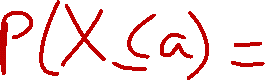 P(X ≤ a) =